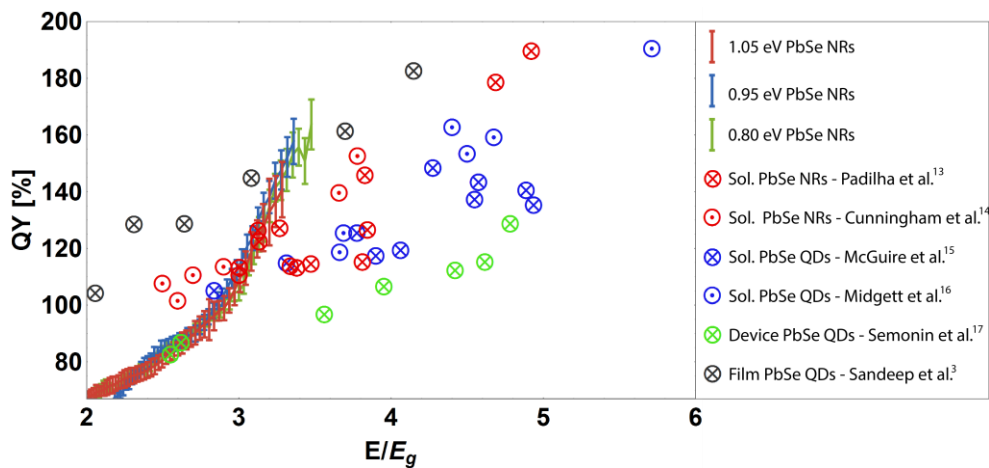 200
180
160
140
120
100
80
QY [%]
2
3
4
5
6
E/Eg
1.05 eV PbSe NRs
0.95 eV PbSe NRs
0.80 eV PbSe NRs
Sol. PbSe NRs - Padilha et al.13
Sol. PbSe NRs - Cunningham et al.14
Sol. PbSe QDs - McGuire et al.15
Sol. PbSe QDs - Midgett et al.16
Device PbSe QDs - Semonin et al.17
Film PbSe QDs - Sandeep et al.3